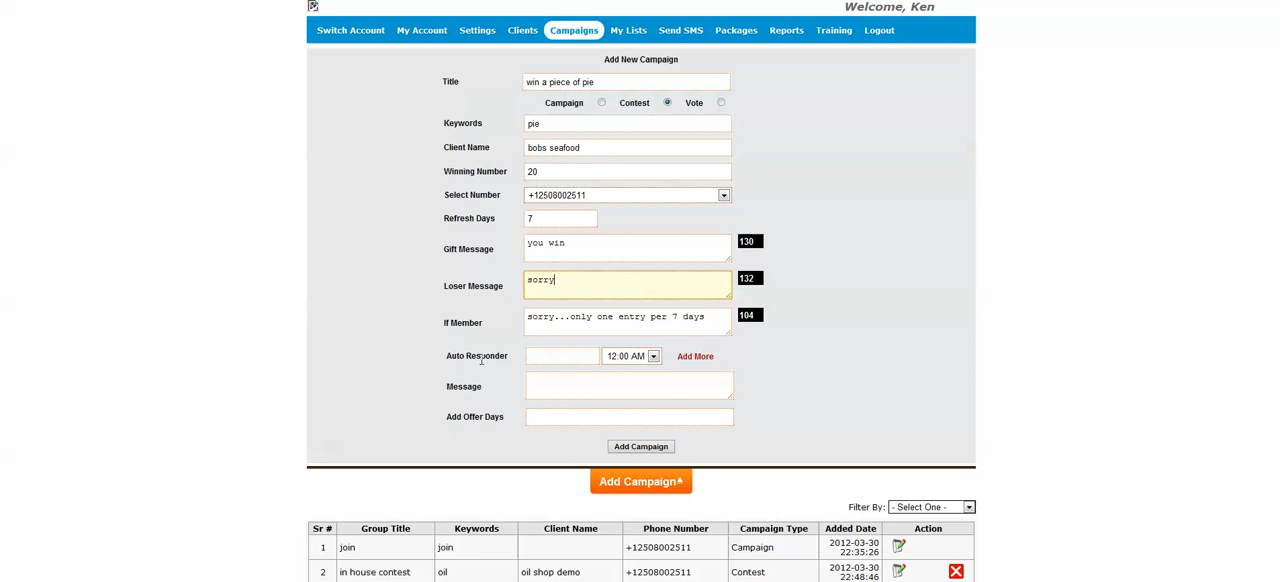 Welcome, Ken
Switch Account My Account Settings Clients Campaigns My Lists Send SMS Packages Reports Training Logout
Add New Campaign
Title win a piece of pie
Campaign Contest Vote
Keywords pie
Client Name bobs seafood
Winning Number 20
Select Number +12508002511
Refresh Days 7
Gift Message you win 130
Loser Message sorry 132
If Member sorry...only one entry per 7 days 104
Auto Responder 12:00 AM Add More
Message
Add Offer Days
Add Campaign
Add Campaign
Filter By: - Select One -
Sr # Group Title Keywords Client Name Phone Number Campaign Type Added Date Action
1 join join +12508002511 Campaign 2012-03-30 22:35:26
2 in house contest oil oil shop demo +12508002511 Contest 2012-03-30 22:48:46